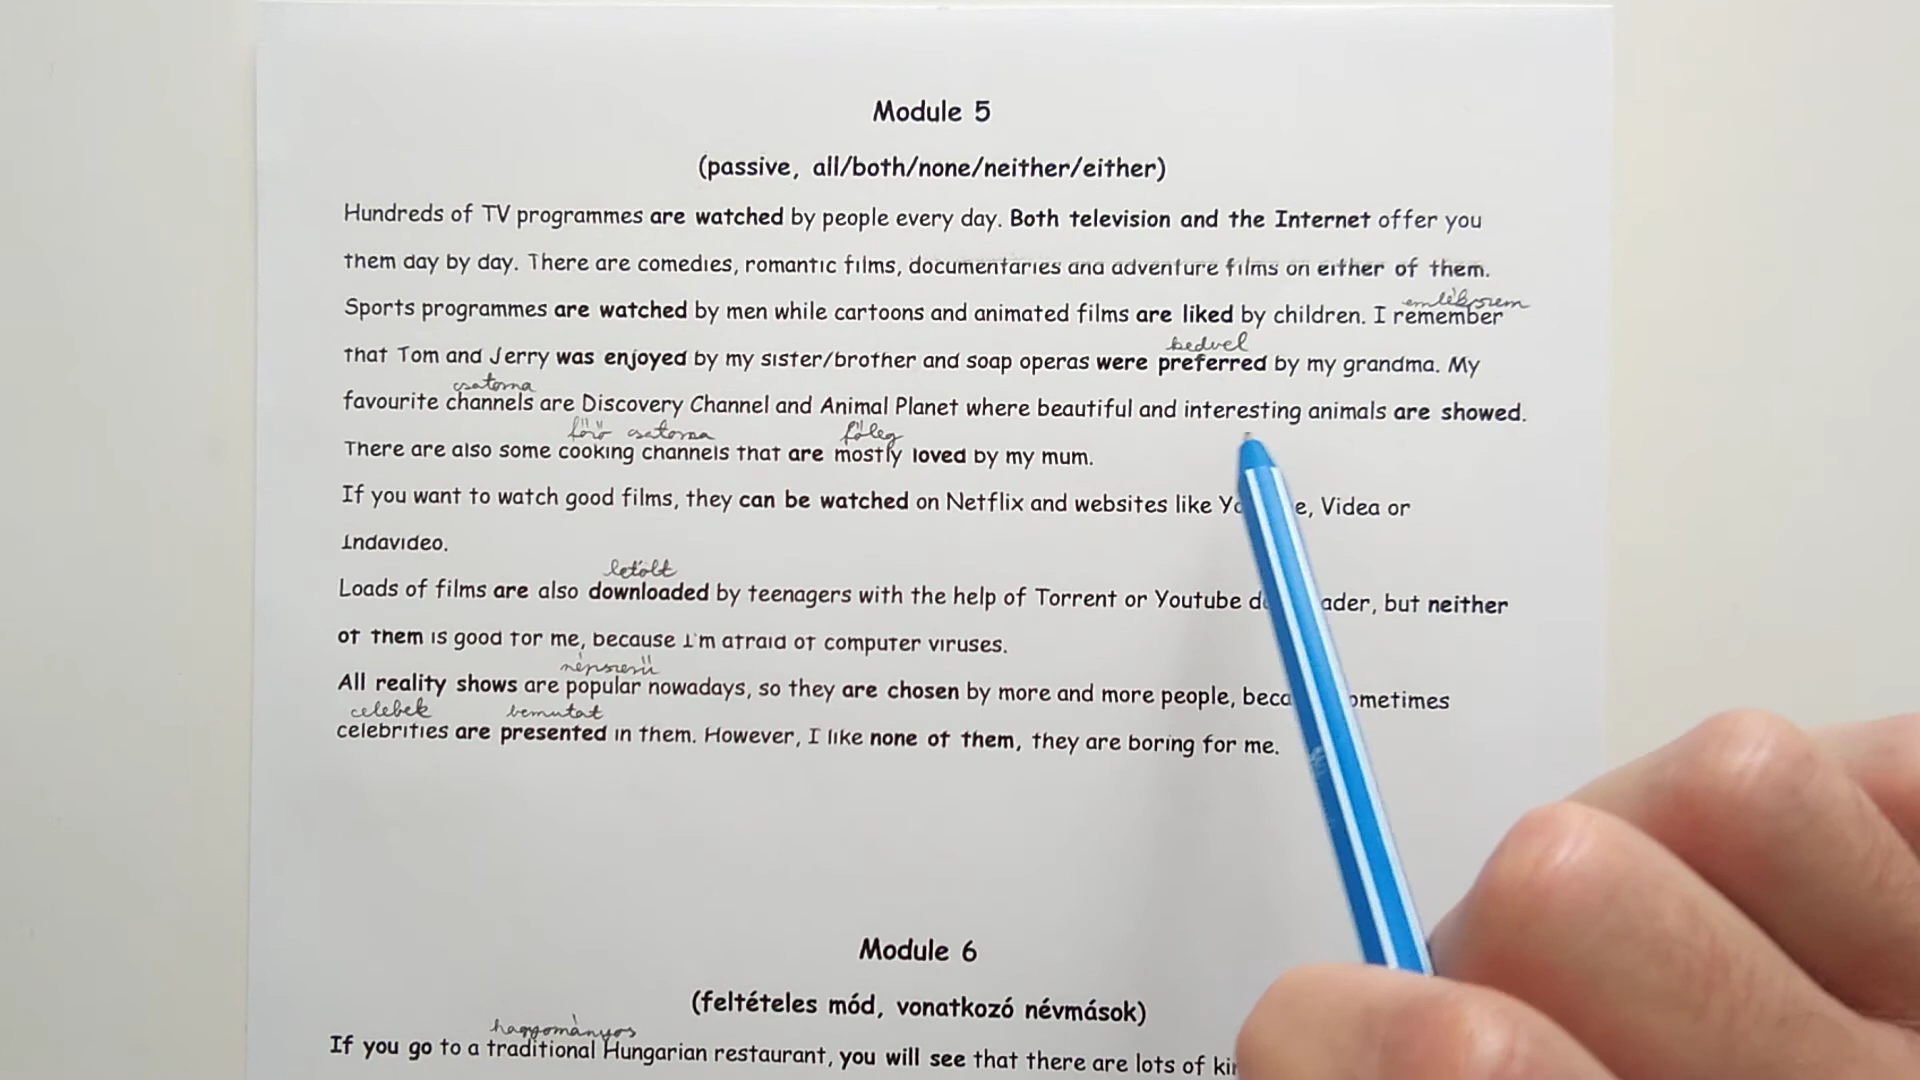 Module 5
(passive, all/both/none/neither/either)
Hundreds of TV programmes are watched by people every day. Both television and the Internet offer you
them day by day. There are comedies, romantic films, documentaries and adventure films on either of them.
emlékszem
Sports programmes are watched by men while cartoons and animated films are liked by children. I remember
kedvel
that Tom and Jerry was enjoyed by my sister/brother and soap operas were preferred by my grandma. My
csatorna
favourite channels are Discovery Channel and Animal Planet where beautiful and interesting animals are showed.
főző csatorna főleg
There are also some cooking channels that are mostly loved by my mum.
If you want to watch good films, they can be watched on Netflix and websites like Yo e, Videa or
Indavideo.
letölt
Loads of films are also downloaded by teenagers with the help of Torrent or Youtube d ader, but neither
of them is good for me, because I'm afraid of computer viruses.
népszerű
All reality shows are popular nowadays, so they are chosen by more and more people, beca ometimes
celebek bemutat
celebrities are presented in them. However, I like none of them, they are boring for me.
Module 6
(feltételes mód, vonatkozó névmások)
hagyományos
If you go to a traditional Hungarian restaurant, you will see that there are lots of ki